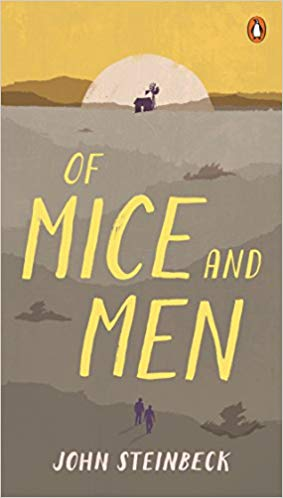 OF
MICE AND
MEN
JOHN STEINBECK